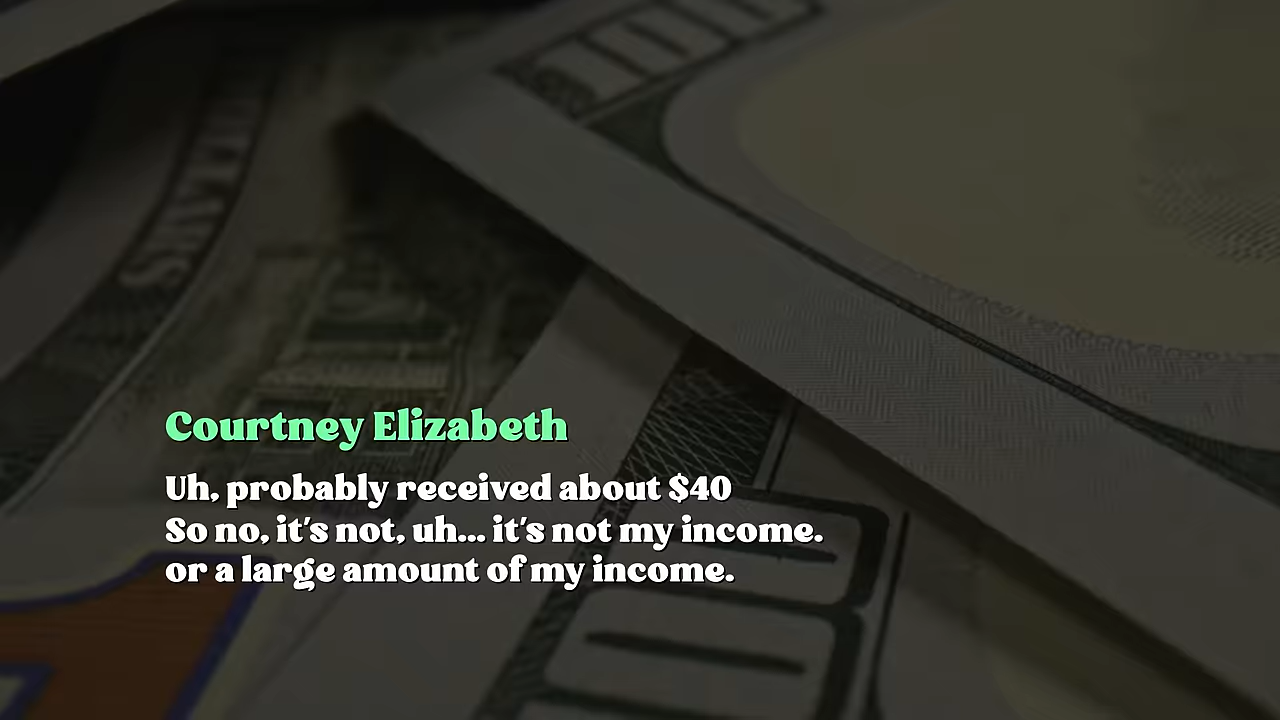 Courtney Elizabeth
Uh, probably received about $40
So no, it's not, uh... it's not my income.
or a large amount of my income.